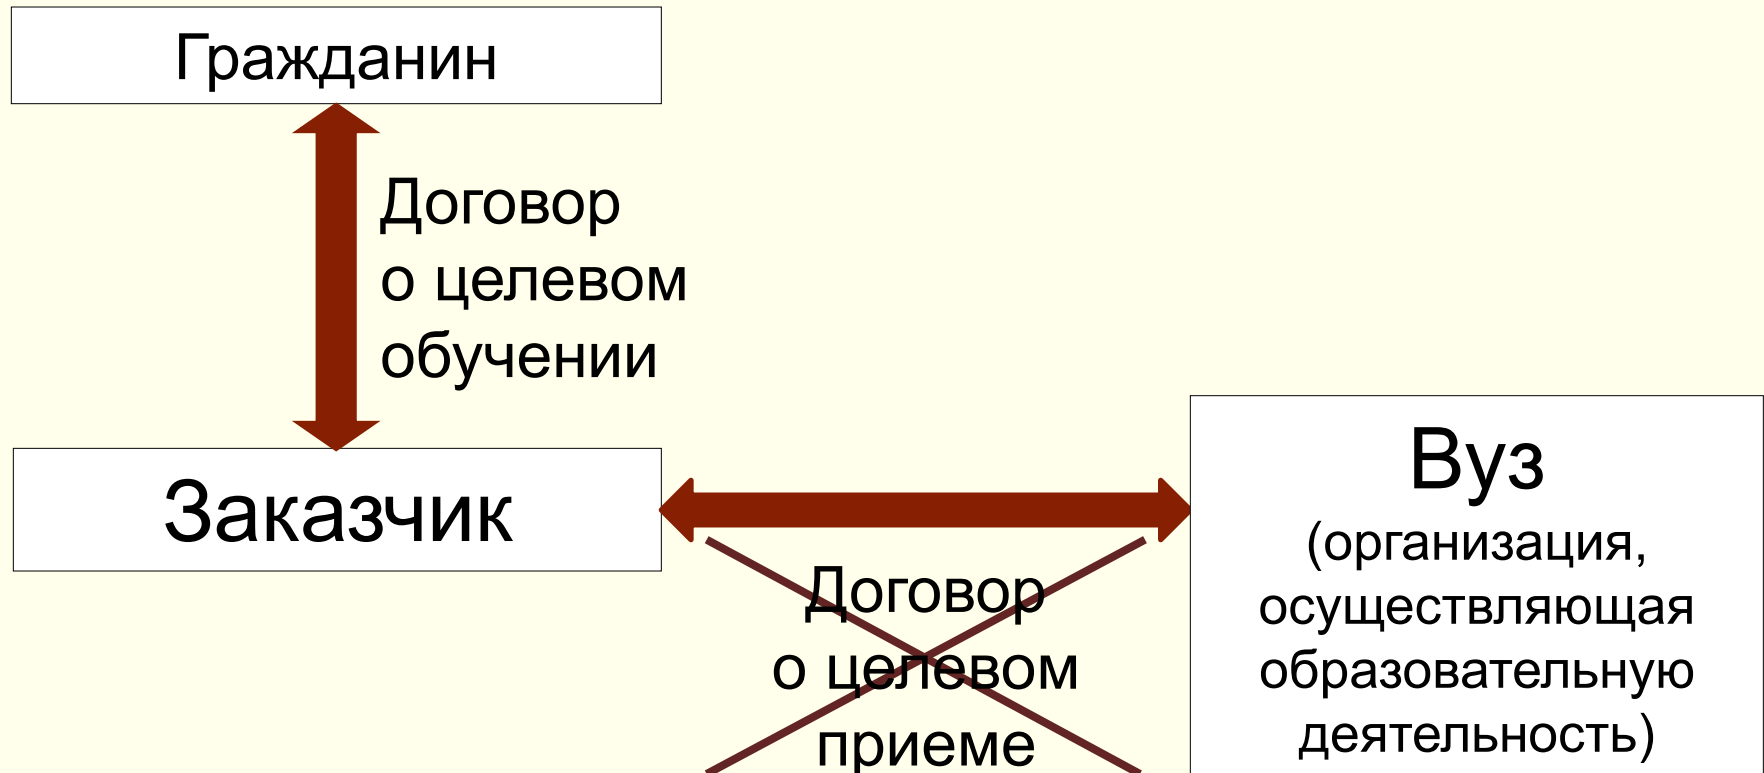 Гражданин
Договор
о целевом
обучении
Заказчик
Договор
о целевом
приеме
Вуз
(организация,
осуществляющая
образовательную
деятельность)